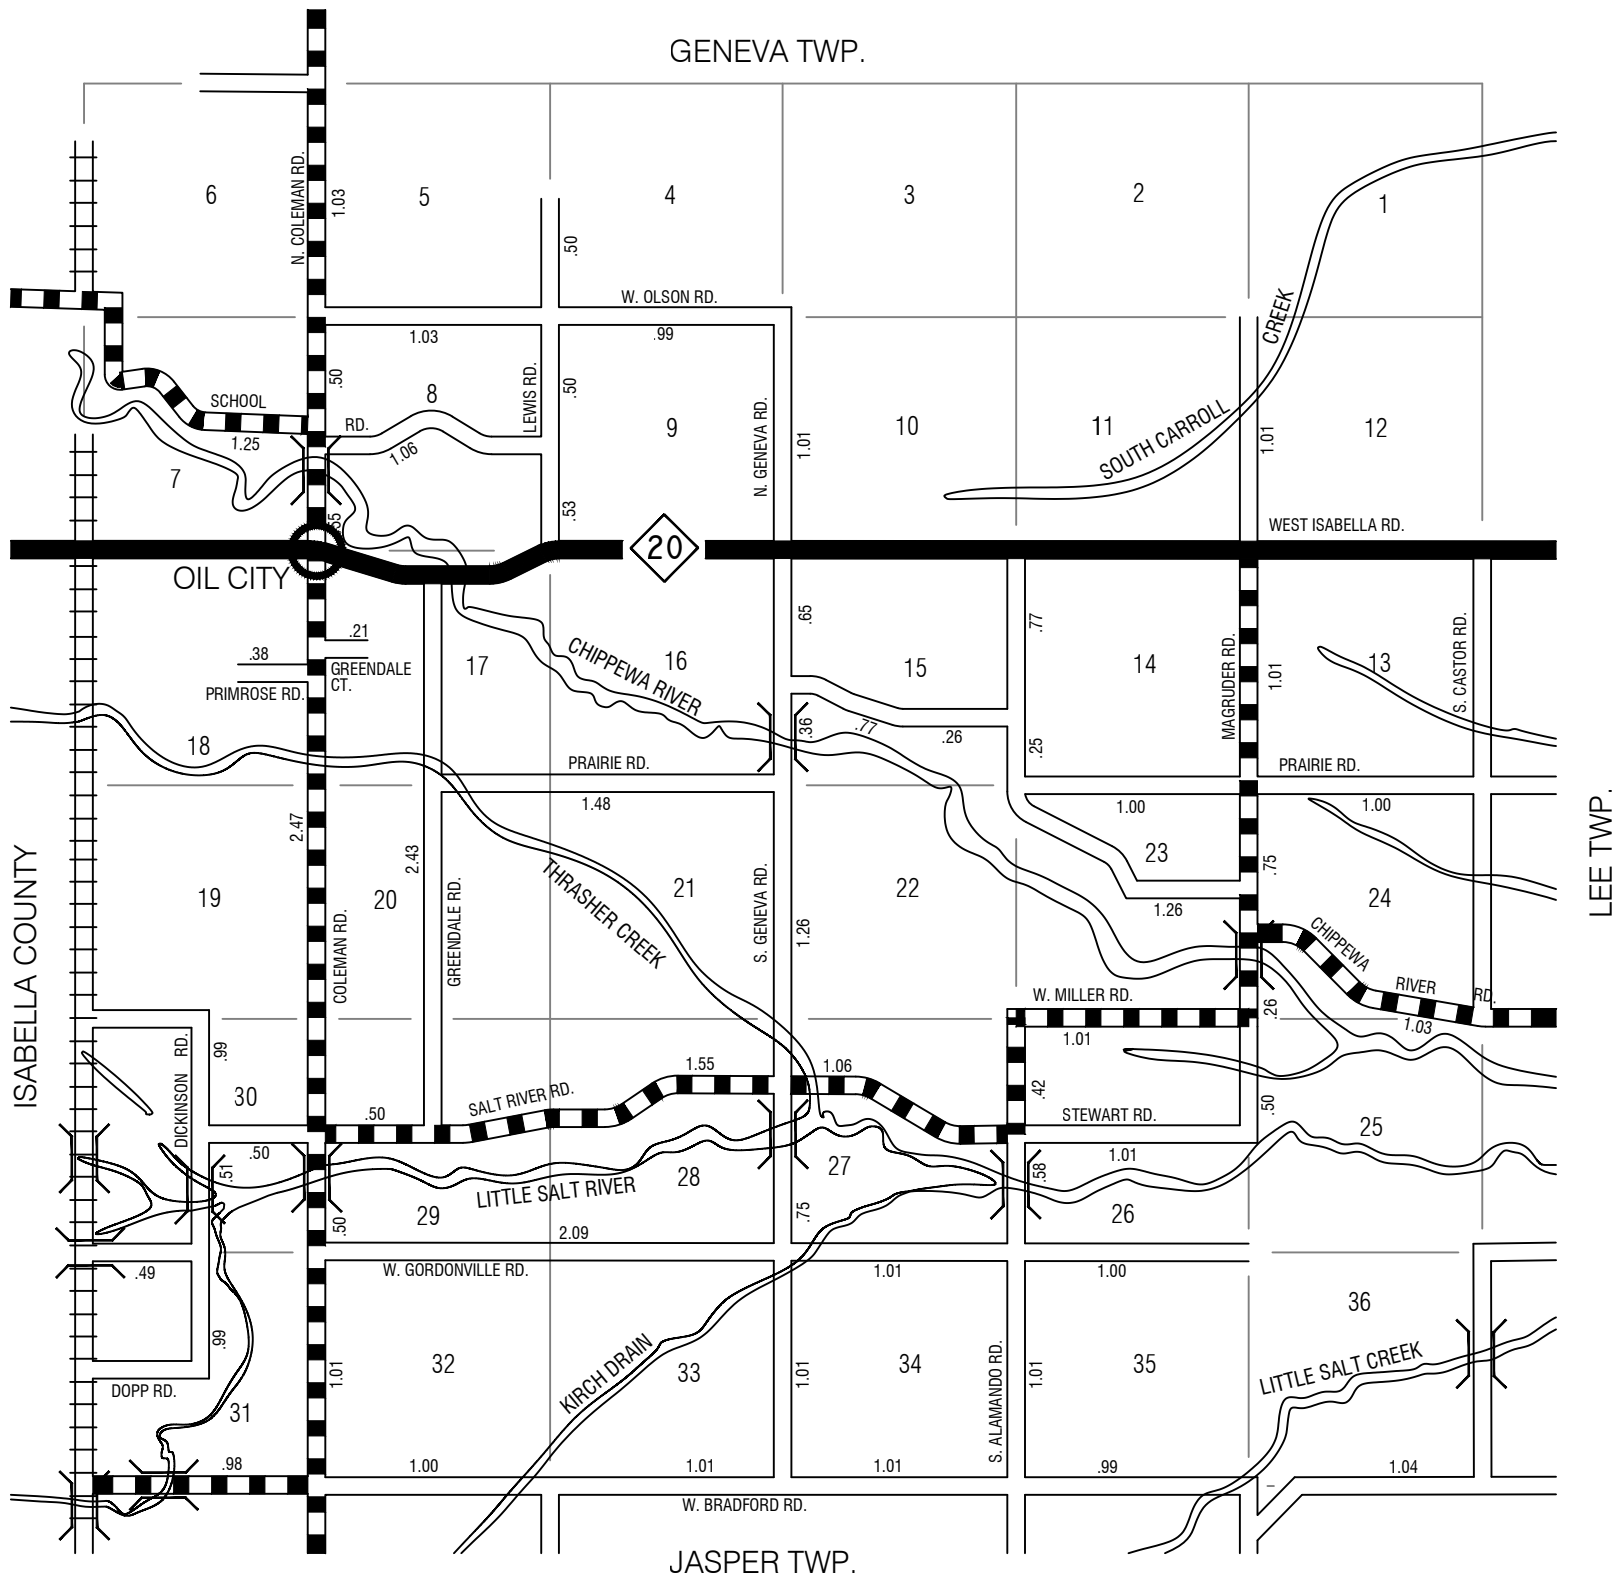 GENEVA TWP.
6
N. COLEMAN RD.
1.03
5
4
3
2
1
.50
W. OLSON RD.
CREEK
1.03
.99
.50
8
LEWIS RD.
.50
SCHOOL
RD.
1.25
1.06
7
9
N. GENEVA RD.
1.01
10
11
SOUTH CARROLL
1.01
12
.55
.53
WEST ISABELLA RD.
20
OIL CITY
.21
.38
GREENDALE
CT.
PRIMROSE RD.
17
CHIPPEWA RIVER
16
.65
15
.77
14
MAGRUDER RD.
1.01
13
S. CASTOR RD.
18
.36
.77
.26
.25
PRAIRIE RD.
PRAIRIE RD.
1.48
1.00
1.00
2.47
2.43
23
.75
LEE TWP.
ISABELLA COUNTY
19
20
COLEMAN RD.
GREENDALE RD.
THRASHER CREEK
21
S. GENEVA RD.
1.26
22
1.26
24
CHIPPEWA
RIVER
RD.
W. MILLER RD.
.26
1.03
1.01
DICKINSON RD.
.99
30
1.55
1.06
.42
SALT RIVER RD.
.50
STEWART RD.
.50
25
.50
.51
28
27
1.01
.58
LITTLE SALT RIVER
29
.50
.75
26
2.09
.49
W. GORDONVILLE RD.
1.01
1.00
36
.99
1.01
32
KIRCH DRAIN
33
1.01
34
S. ALAMANDO RD.
1.01
35
LITTLE SALT CREEK
DOPP RD.
31
.98
1.00
1.01
1.01
.99
1.04
W. BRADFORD RD.
JASPER TWP.